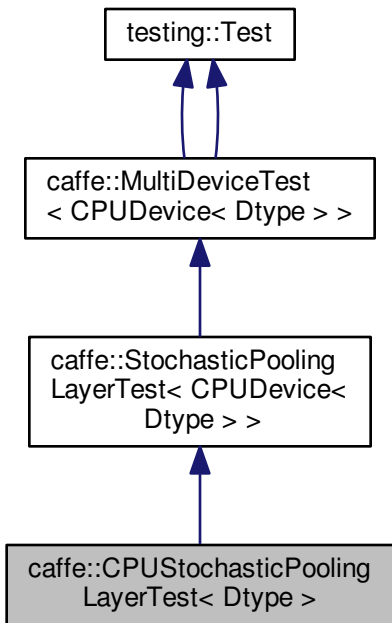 testing::Test
caffe::MultiDeviceTest
< CPUDevice< Dtype > >
caffe::StochasticPooling
LayerTest< CPUDevice<
Dtype > >
caffe::CPUStochasticPooling
LayerTest< Dtype >